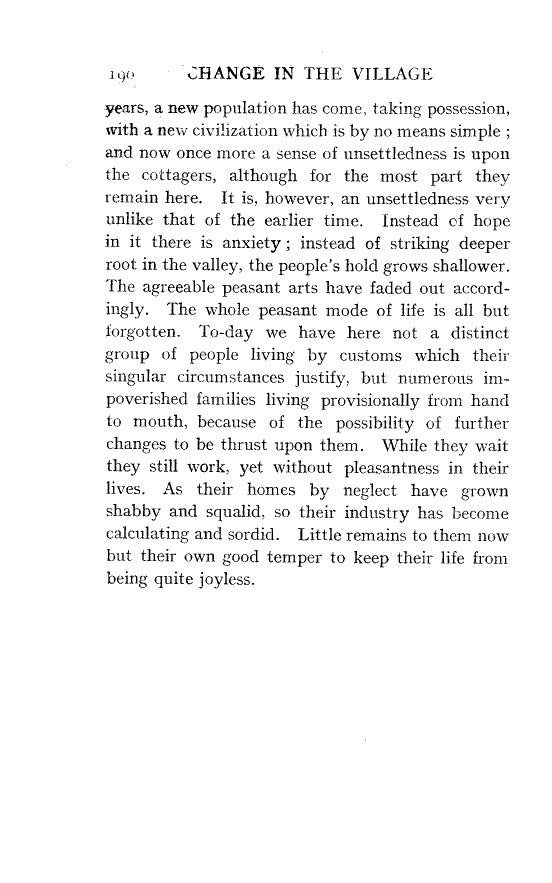 190 CHANGE IN THE VILLAGE
years, a new population has come, taking possession,
with a new civilization which is by no means simple ;
and now once more a sense of unsettledness is upon
the cottagers, although for the most part they
remain here. It is, however, an unsettledness very
unlike that of the earlier time. Instead of hope
in it there is anxiety ; instead of striking deeper
root in the valley, the people's hold grows shallower.
The agreeable peasant arts have faded out accord-
ingly. The whole peasant mode of life is all but
forgotten. To-day we have here not a distinct
group of people living by customs which their
singular circumstances justify, but numerous im-
poverished families living provisionally from hand
to mouth, because of the possibility of further
changes to be thrust upon them. While they wait
they still work, yet without pleasantness in their
lives. As their homes by neglect have grown
shabby and squalid, so their industry has become
calculating and sordid. Little remains to them now
but their own good temper to keep their life from
being quite joyless.